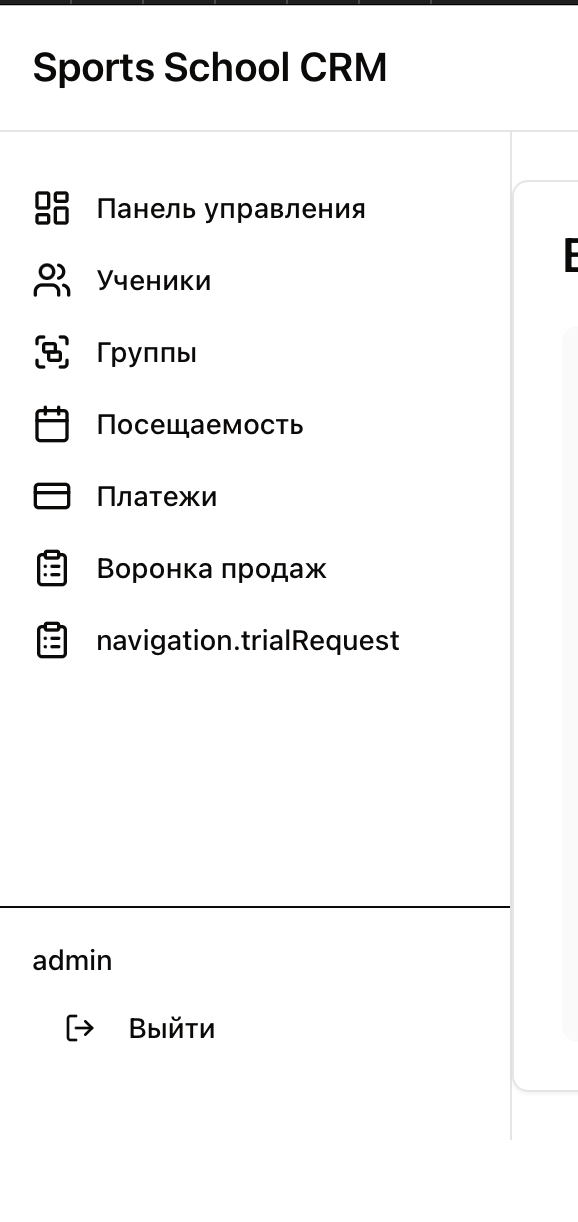 Sports School CRM
Панель управления
Ученики
Группы
Посещаемость
Платежи
Воронка продаж
navigation.trialRequest
admin
Выйти